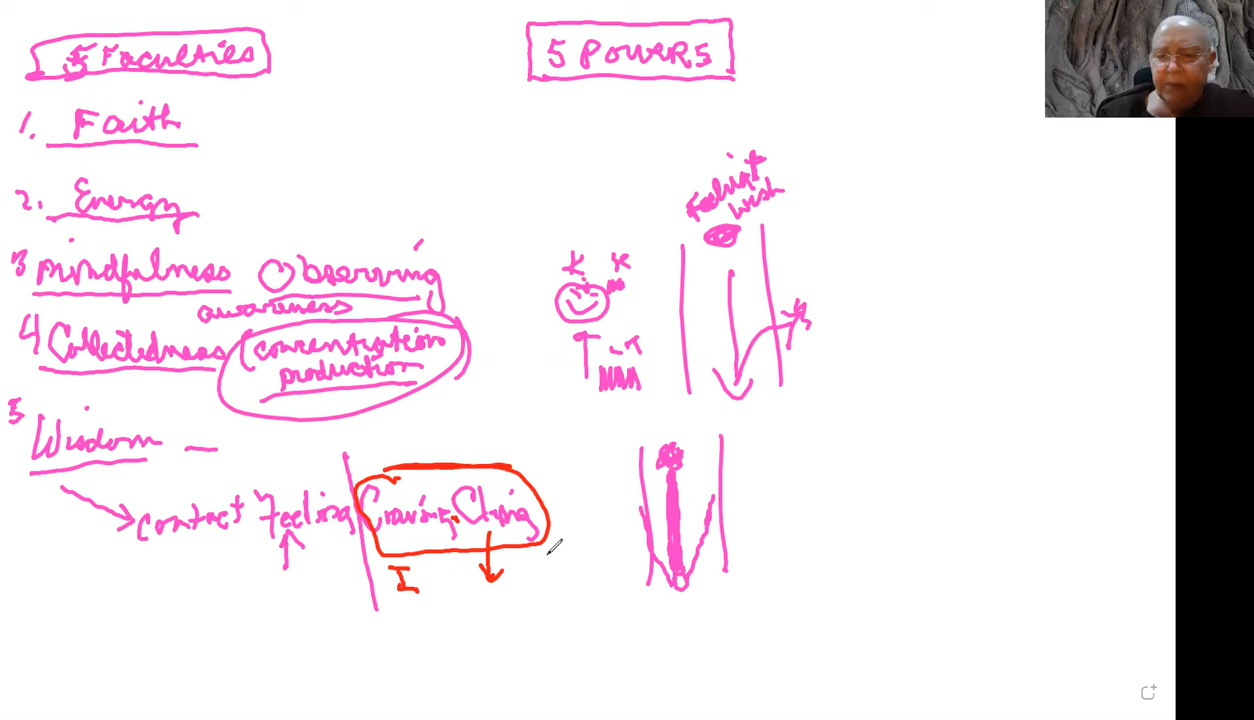 5 Faculties
5 POWERS
1. Faith
2. Energy
3 Mindfulness Observing
awareness
4 Collectedness (concentration
production)
5 Wisdom —
contact Feeling Craving Clinging
I
Feeling +
wish